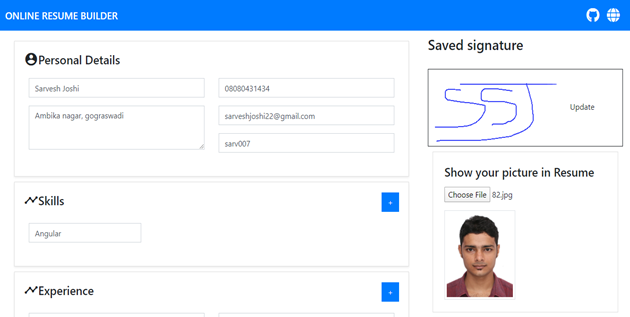 ONLINE RESUME BUILDER
Personal Details
Sarvesh Joshi
08080431434
Ambika nagar, gograswadi
sarveshjoshi22@gmail.com
sarv007
Skills
+
Angular
Experience
+
Saved signature
Update
Show your picture in Resume
Choose File 82.jpg